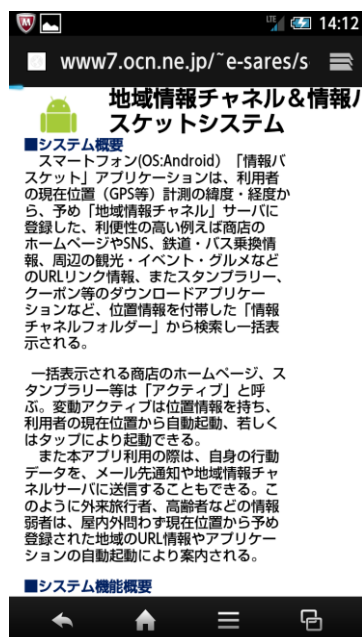 LTE 14:12
www7.ocn.ne.jp/~e-sares/s
地域情報チャネル＆情報バ
スケットシステム
■システム概要
スマートフォン(OS:Android) 「情報バ
スケット」アプリケーションは、利用者
の現在位置（GPS等）計測の緯度・経度か
ら、予め「地域情報チャネル」サーバに
登録した、利便性の高い例えば商店の
ホームページやSNS、鉄道・バス乗換情
報、周辺の観光・イベント・グルメなど
のURLリンク情報、またスタンプラリー、
クーポン等のダウンロードアプリケー
ションなど、位置情報を付帯した「情報
チャネルフォルダー」から検索し一括表
示される。
一括表示される商店のホームページ、ス
タンプラリー等は「アクティブ」と呼
ぶ。変動アクティブは位置情報を持ち、
利用者の現在位置から自動起動、若しく
はタップにより起動できる。
また本アプリ利用の際は、自身の行動
データを、メール先通知や地域情報チャ
ネルサーバに送信することもできる。こ
のように外来旅行者、高齢者などの情報
弱者は、屋内外問わず現在位置から予め
登録された地域のURL情報やアプリケー
ションの自動起動により案内される。
■システム機能概要